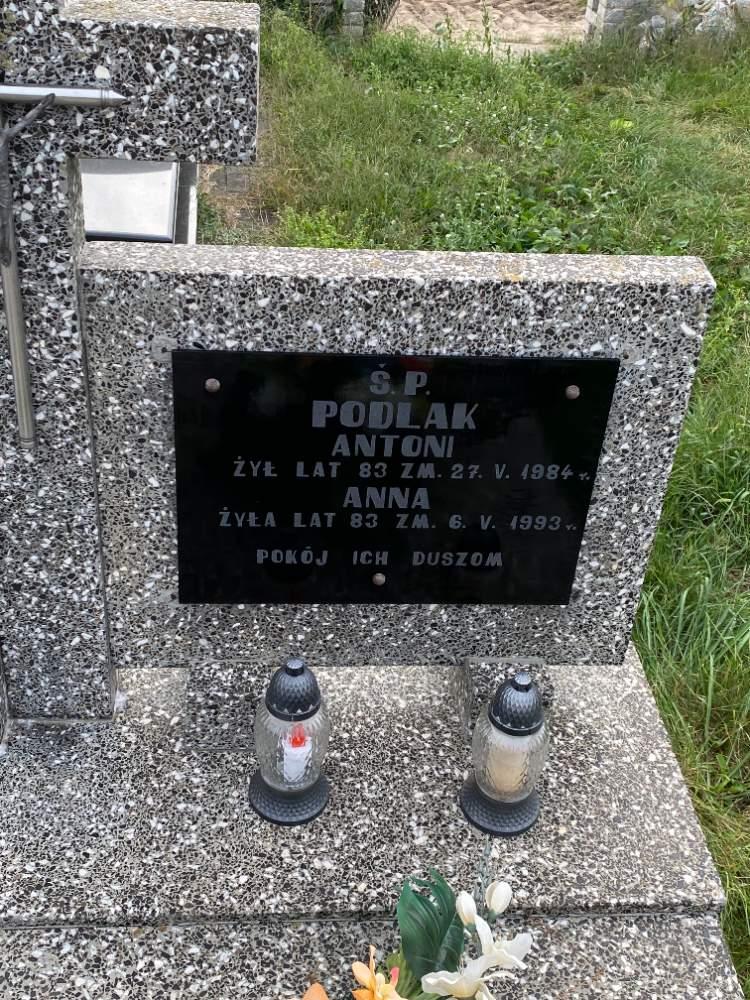 Ś. P.
PODLAK
ANTONI
ŻYŁ LAT 83 ZM. 27. V. 1984 r.
ANNA
ŻYŁA LAT 83 ZM. 6. V. 1993 r.
POKÓJ ICH DUSZOM